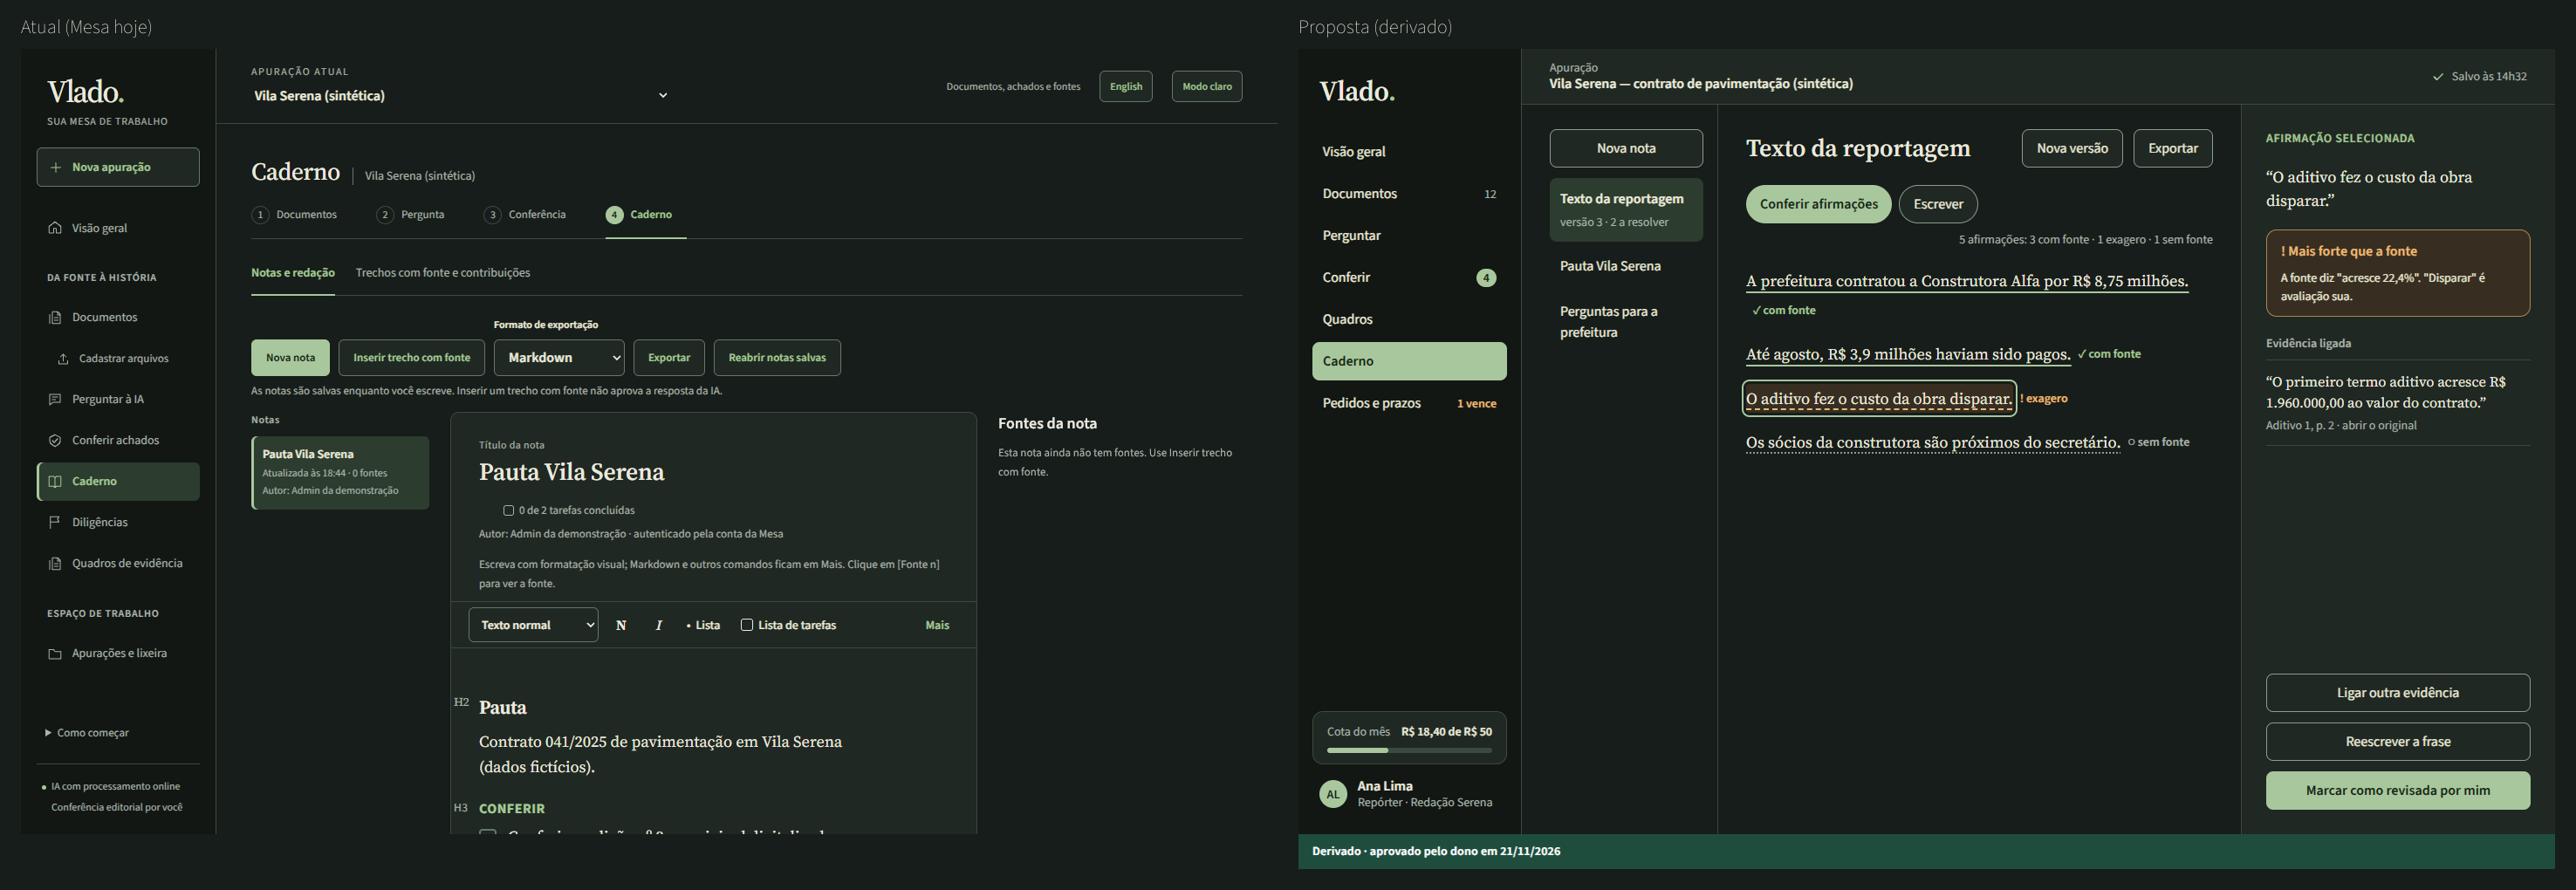 Atual (Mesa hoje)
Vlado.
SUA MESA DE TRABALHO
+ Nova apuração
Visão geral
DA FONTE À HISTÓRIA
Documentos
Cadastrar arquivos
Perguntar à IA
Conferir achados
Caderno
Diligências
Quadros de evidência
ESPAÇO DE TRABALHO
Apurações e lixeira
Como começar
IA com processamento online
Conferência editorial por você
APURAÇÃO ATUAL
Vila Serena (sintética)
Documentos, achados e fontes
English
Modo claro
Caderno | Vila Serena (sintética)
1 Documentos
2 Pergunta
3 Conferência
4 Caderno
Notas e redação
Trechos com fonte e contribuições
Formato de exportação
Nova nota
Inserir trecho com fonte
Markdown
Exportar
Reabrir notas salvas
As notas são salvas enquanto você escreve. Inserir um trecho com fonte não aprova a resposta da IA.
Notas
Pauta Vila Serena
Atualizada às 18:44 · 0 fontes
Autor: Admin da demonstração
Título da nota
Pauta Vila Serena
0 de 2 tarefas concluídas
Autor: Admin da demonstração · autenticado pela conta da Mesa
Escreva com formatação visual; Markdown e outros comandos ficam em Mais. Clique em [Fonte n]
para ver a fonte.
Texto normal
N
I
• Lista
Lista de tarefas
Mais
H2 Pauta
Contrato 041/2025 de pavimentação em Vila Serena
(dados fictícios).
H3 CONFERIR
Fontes da nota
Esta nota ainda não tem fontes. Use Inserir trecho
com fonte.
Proposta (derivado)
Vlado.
Visão geral
Documentos 12
Perguntar
Conferir 4
Quadros
Caderno
Pedidos e prazos 1 vence
Cota do mês R$ 18,40 de R$ 50
AL
Ana Lima
Repórter · Redação Serena
Apuração
Vila Serena — contrato de pavimentação (sintética)
✓ Salvo às 14h32
Nova nota
Texto da reportagem
versão 3 · 2 a resolver
Pauta Vila Serena
Perguntas para a
prefeitura
Texto da reportagem
Nova versão
Exportar
Conferir afirmações
Escrever
5 afirmações: 3 com fonte · 1 exagero · 1 sem fonte
A prefeitura contratou a Construtora Alfa por R$ 8,75 milhões.
✓ com fonte
Até agosto, R$ 3,9 milhões haviam sido pagos. ✓ com fonte
O aditivo fez o custo da obra disparar. ! exagero
Os sócios da construtora são próximos do secretário. ○ sem fonte
AFIRMAÇÃO SELECIONADA
“O aditivo fez o custo da obra
disparar.”
! Mais forte que a fonte
A fonte diz "acresce 22,4%". "Disparar" é
avaliação sua.
Evidência ligada
“O primeiro termo aditivo acresce R$
1.960.000,00 ao valor do contrato.”
Aditivo 1, p. 2 · abrir o original
Ligar outra evidência
Reescrever a frase
Marcar como revisada por mim
Derivado · aprovado pelo dono em 21/11/2026